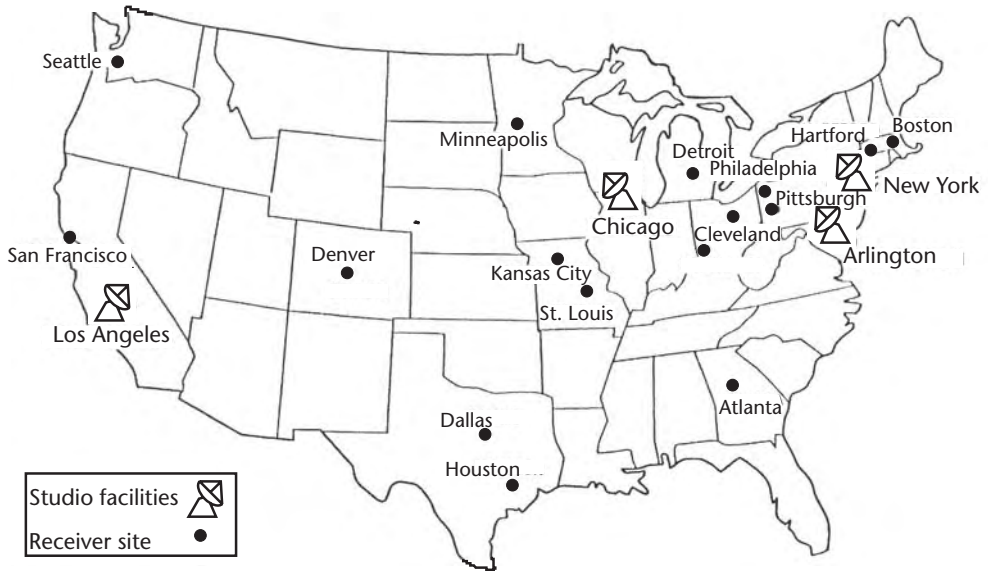 Seattle
Minneapolis
Hartford
Boston
Detroit
Philadelphia
New York
Pittsburgh
Chicago
Cleveland
Arlington
San Francisco
Denver
Kansas City
St. Louis
Los Angeles
Atlanta
Dallas
Houston
Studio facilities
Receiver site